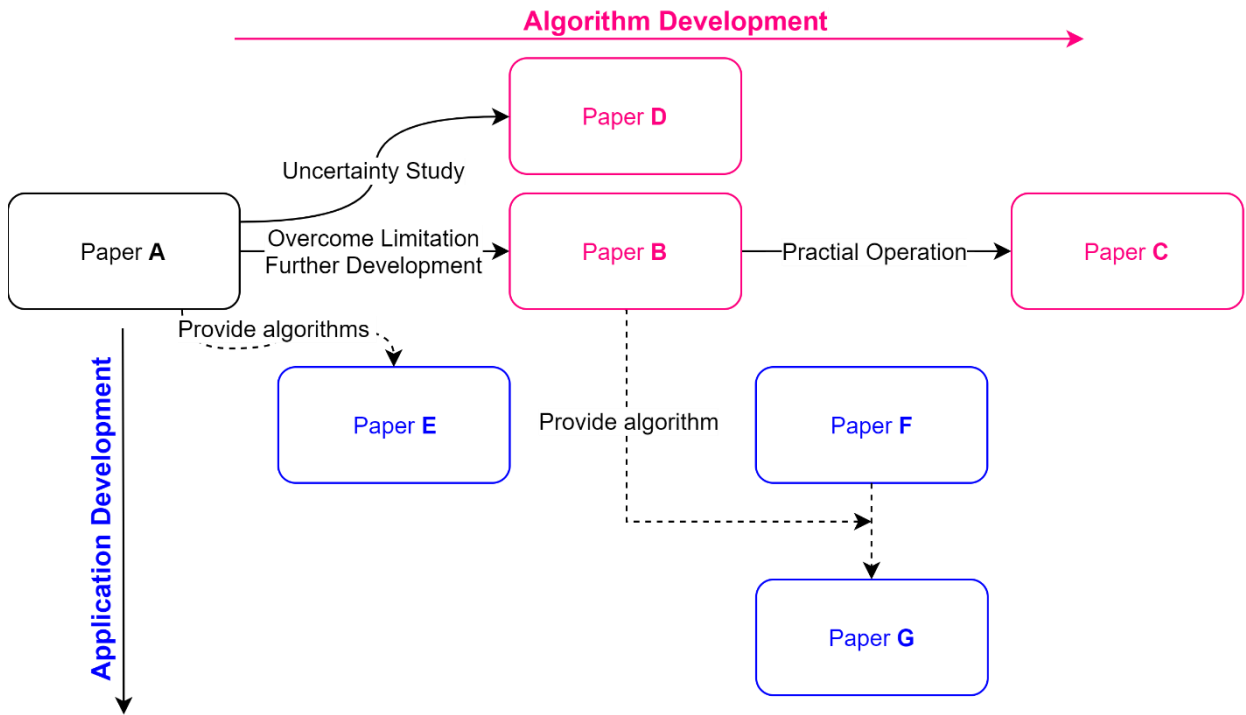 Algorithm Development
Paper D
Uncertainty Study
Paper A
Overcome Limitation
Further Development
Paper B
Practial Operation
Paper C
Provide algorithms
Application Development
Paper E
Provide algorithm
Paper F
Paper G